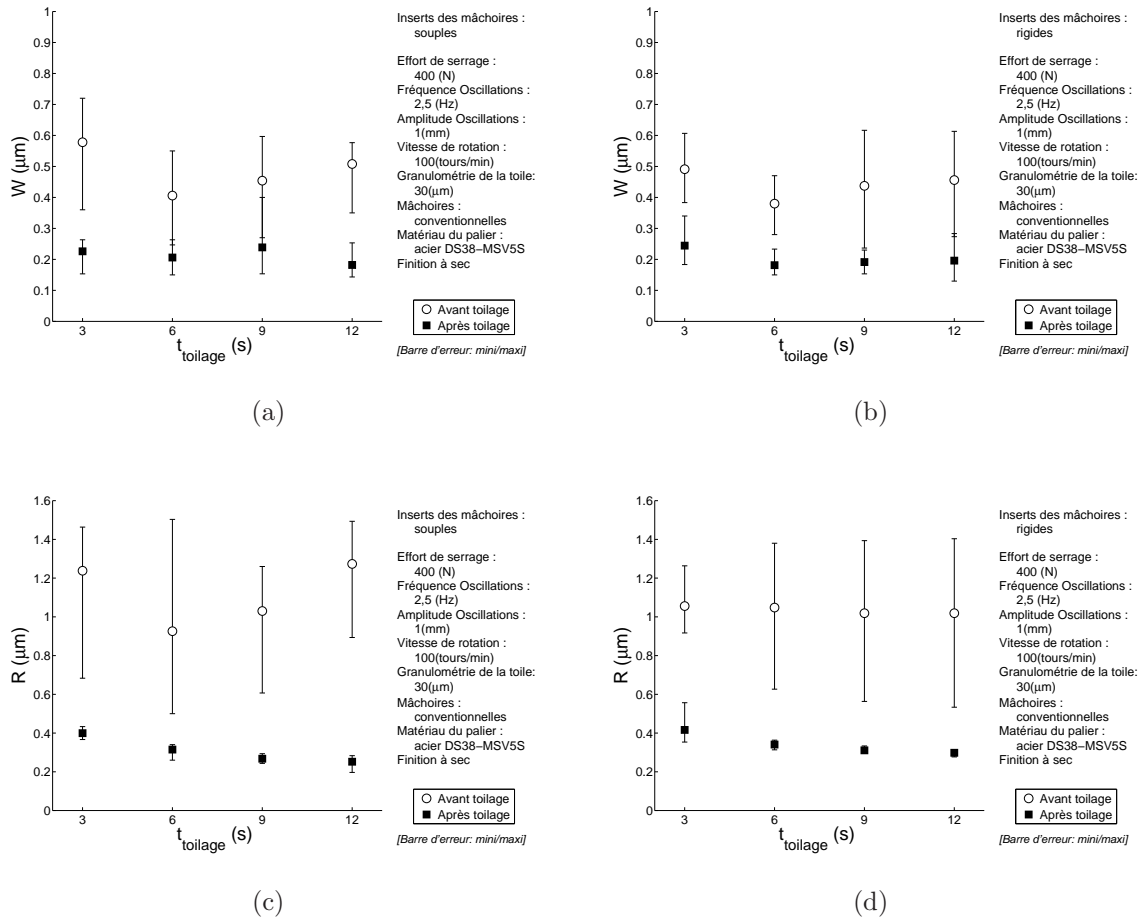 1
0.9
0.8
0.7
0.6
0.5
0.4
0.3
0.2
0.1
0
W (μm)
3 6 9 12
t toilage (s)
Inserts des mâchoires :
souples
Effort de serrage :
400 (N)
Fréquence Oscillations :
2,5 (Hz)
Amplitude Oscillations :
1(mm)
Vitesse de rotation :
100(tours/min)
Granulométrie de la toile:
30(μm)
Mâchoires :
conventionnelles
Matériau du palier :
acier DS38−MSV5S
Finition à sec
Avant toilage
Après toilage
[Barre d'erreur: mini/maxi]
(a)
1
0.9
0.8
0.7
0.6
0.5
0.4
0.3
0.2
0.1
0
W (μm)
3 6 9 12
t toilage (s)
Inserts des mâchoires :
rigides
Effort de serrage :
400 (N)
Fréquence Oscillations :
2,5 (Hz)
Amplitude Oscillations :
1(mm)
Vitesse de rotation :
100(tours/min)
Granulométrie de la toile:
30(μm)
Mâchoires :
conventionnelles
Matériau du palier :
acier DS38−MSV5S
Finition à sec
Avant toilage
Après toilage
[Barre d'erreur: mini/maxi]
(b)
1.6
1.4
1.2
1
0.8
0.6
0.4
0.2
0
R (μm)
3 6 9 12
t toilage (s)
Inserts des mâchoires :
souples
Effort de serrage :
400 (N)
Fréquence Oscillations :
2,5 (Hz)
Amplitude Oscillations :
1(mm)
Vitesse de rotation :
100(tours/min)
Granulométrie de la toile:
30(μm)
Mâchoires :
conventionnelles
Matériau du palier :
acier DS38−MSV5S
Finition à sec
Avant toilage
Après toilage
[Barre d'erreur: mini/maxi]
(c)
1.6
1.4
1.2
1
0.8
0.6
0.4
0.2
0
R (μm)
3 6 9 12
t toilage (s)
Inserts des mâchoires :
rigides
Effort de serrage :
400 (N)
Fréquence Oscillations :
2,5 (Hz)
Amplitude Oscillations :
1(mm)
Vitesse de rotation :
100(tours/min)
Granulométrie de la toile:
30(μm)
Mâchoires :
conventionnelles
Matériau du palier :
acier DS38−MSV5S
Finition à sec
Avant toilage
Après toilage
[Barre d'erreur: mini/maxi]
(d)